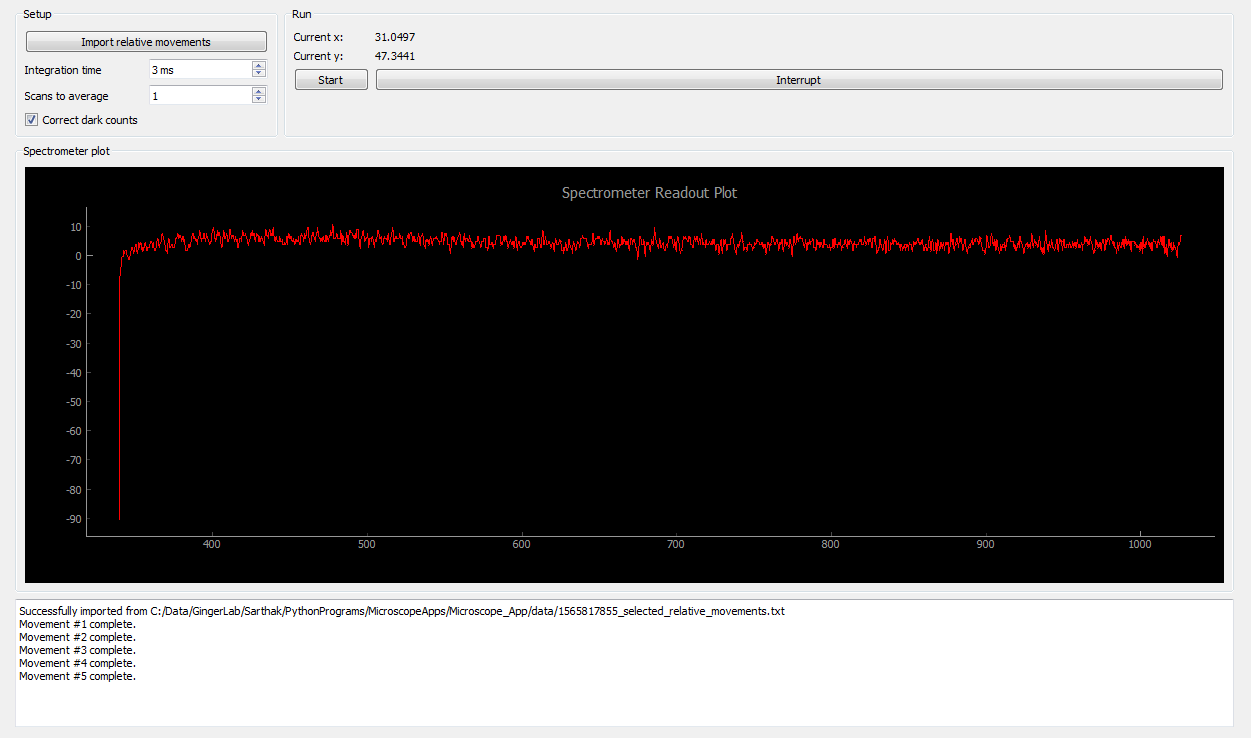 Setup
Import relative movements
Integration time 3 ms
Scans to average 1
Correct dark counts
Run
Current x: 31.0497
Current y: 47.3441
Start Interrupt
Spectrometer plot
Spectrometer Readout Plot
10
0
-10
-20
-30
-40
-50
-60
-70
-80
-90
400 500 600 700 800 900 1000
Successfully imported from C:/Data/GingerLab/Sarthak/PythonPrograms/MicroscopeApps/Microscope_App/data/1565817855_selected_relative_movements.txt
Movement #1 complete.
Movement #2 complete.
Movement #3 complete.
Movement #4 complete.
Movement #5 complete.